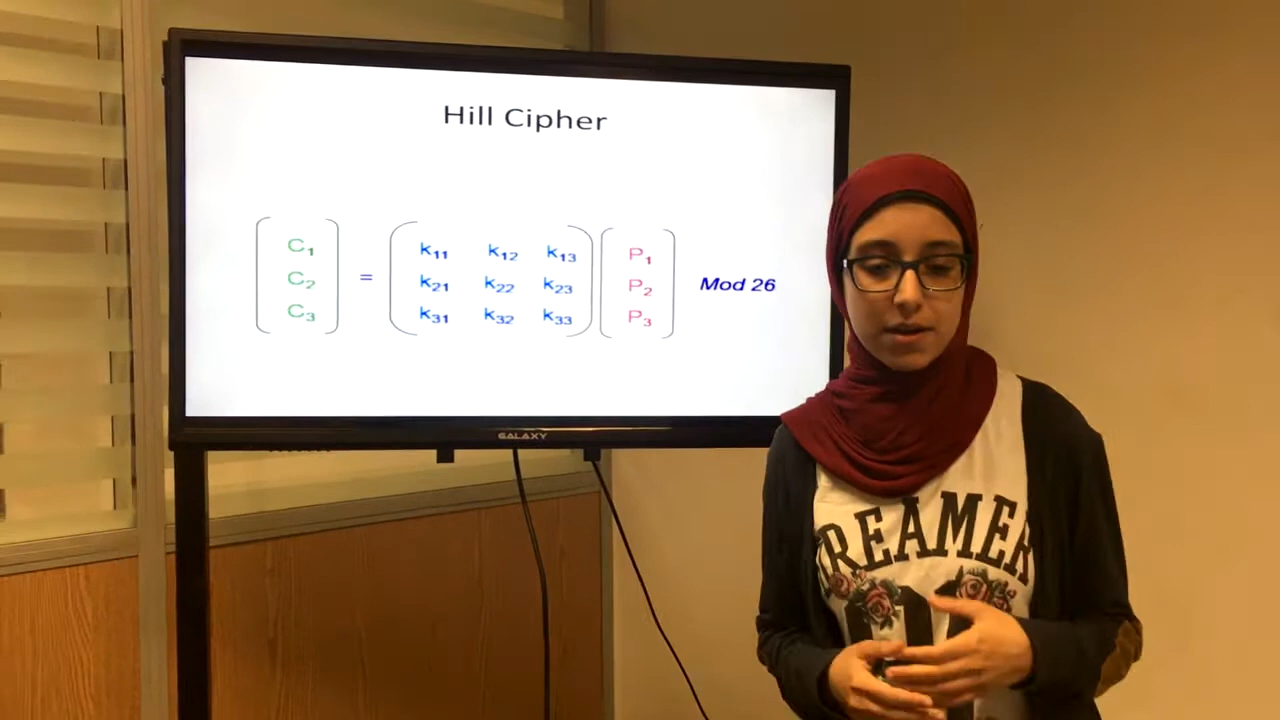 Hill Cipher
C1 = k11 k12 k13 P1
C2 k21 k22 k23 P2 Mod 26
C3 k31 k32 k33 P3
GALAXY
DREAMER